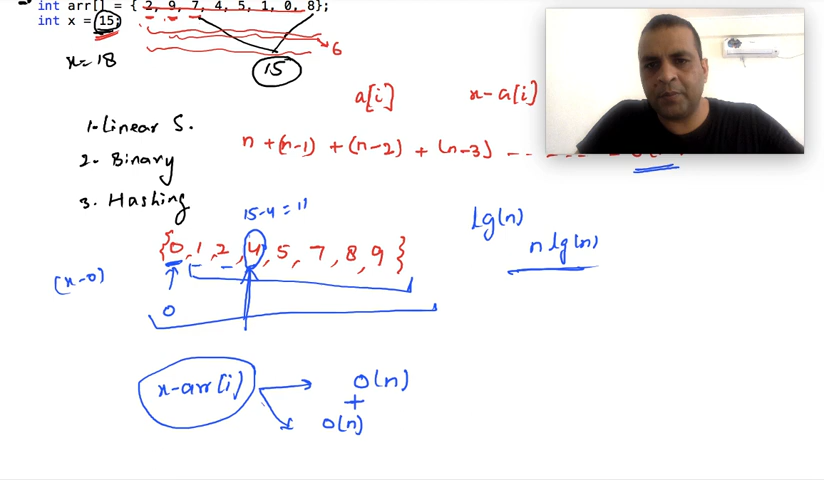 int arr[] = { 2, 9, 7, 4, 5, 1, 0, 8};
int x = 15;
6
x=18
15
a[i] x-a[i]
1-Linear S.
n +(n-1) +(n-2) + (n-3) -- -
2- Binary
3. Hashing
15-4 = 11
lg(n)
{0,1,2,4,5,7,8,9}
n lg(n)
(x-0)
0
x-arr[i] O(n)
+
O(n)